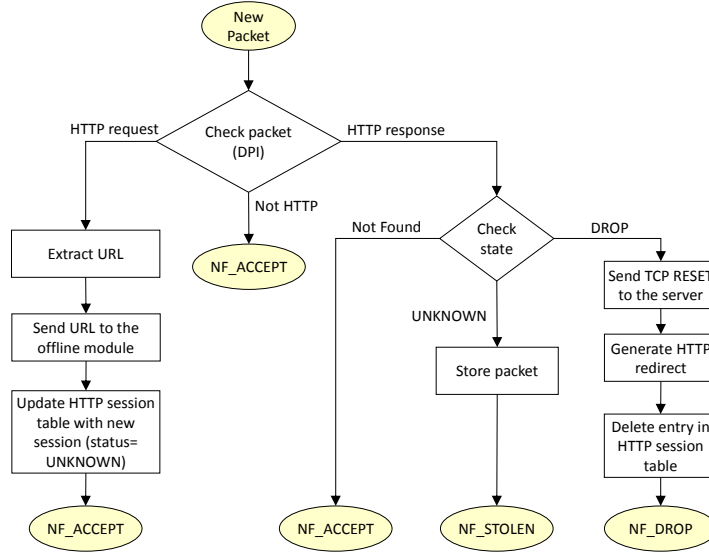 New
Packet
HTTP request
Check packet
(DPI)
HTTP response
Not HTTP
NF_ACCEPT
Extract URL
Send URL to the
offline module
Update HTTP session
table with new
session (status=
UNKNOWN)
NF_ACCEPT
Not Found
Check
state
DROP
UNKNOWN
NF_ACCEPT
Store packet
NF_STOLEN
Send TCP RESET
to the server
Generate HTTP
redirect
Delete entry in
HTTP session
table
NF_DROP